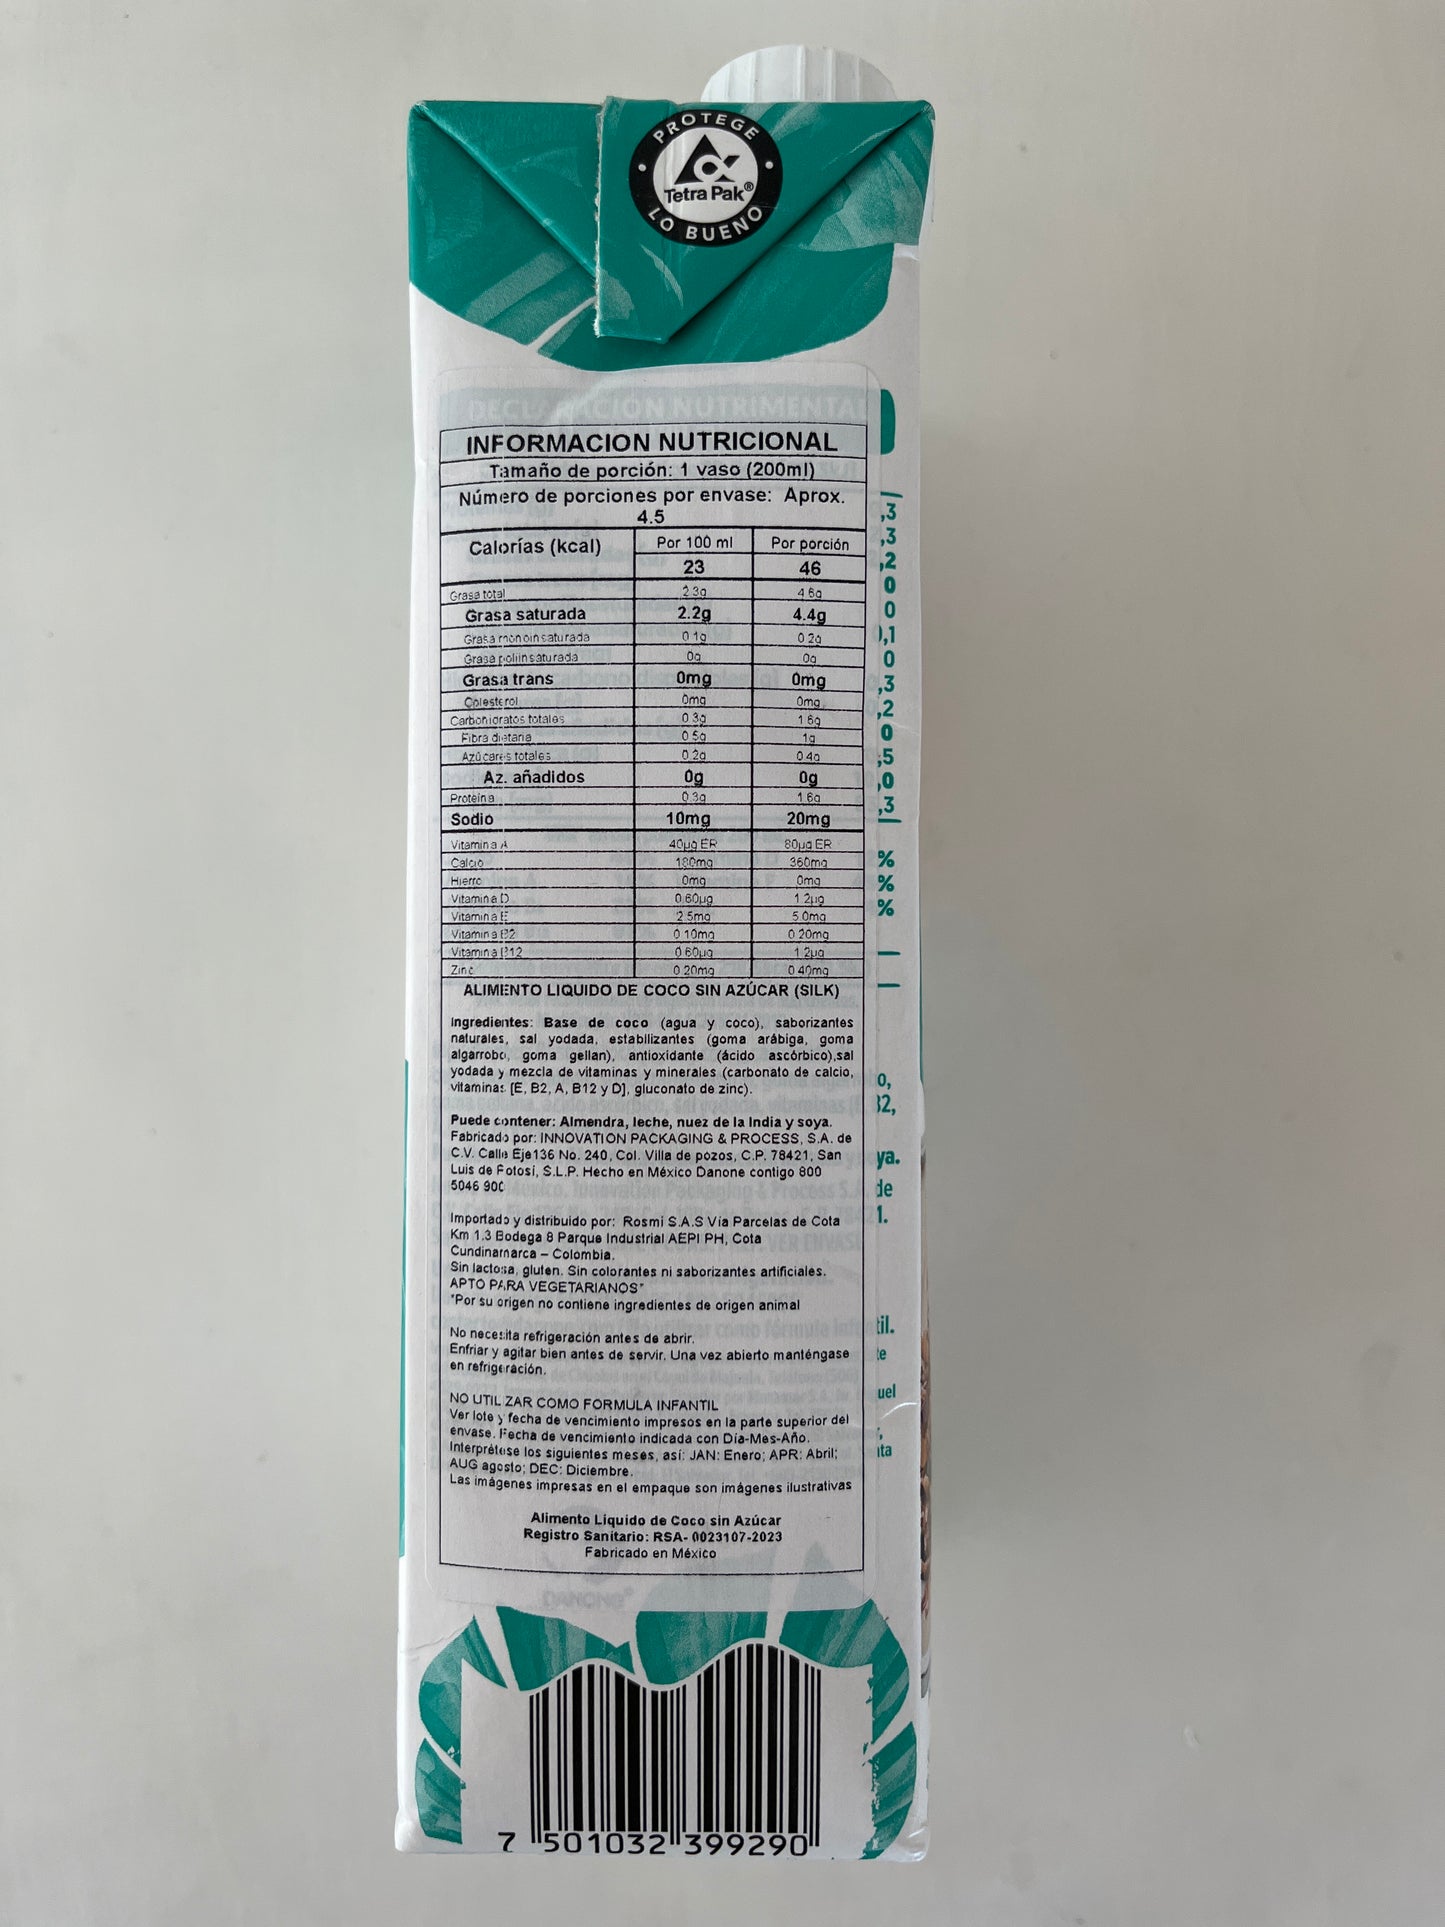 PROTEGE
Tetra Pak®
LO BUENO
DECLARACIÓN NUTRIMENTAL
INFORMACION NUTRICIONAL
Tamaño de porción: 1 vaso (200ml)
Número de porciones por envase: Aprox.
4.5
Calorías (kcal) Por 100 ml Por porción
23 46
Grasa total 2.3g 4.6g
Grasa saturada 2.2g 4.4g
Grasa monoinsaturada 0.1g 0.2g
Grasa poliinsaturada 0g 0g
Grasa trans 0mg 0mg
Colesterol 0mg 0mg
Carbohidratos totales 0.3g 1.6g
Fibra dietaria 0.5g 1g
Azúcares totales 0.2g 0.4g
Az. añadidos 0g 0g
Proteína 0.3g 1.6g
Sodio 10mg 20mg
Vitamina A 40µg ER 80µg ER
Calcio 180mg 360mg
Hierro 0mg 0mg
Vitamina D 0.60µg 1.2µg
Vitamina E 2.5mg 5.0mg
Vitamina B2 0.10mg 0.20mg
Vitamina B12 0.60µg 1.2µg
Zinc 0.20mg 0.40mg
ALIMENTO LIQUIDO DE COCO SIN AZÚCAR (SILK)
Ingredientes: Base de coco (agua y coco), saborizantes
naturales, sal yodada, estabilizantes (goma arábiga, goma
algarrobo, goma gellan), antioxidante (ácido ascórbico),sal
yodada y mezcla de vitaminas y minerales (carbonato de calcio,
vitaminas [E, B2, A, B12 y D], gluconato de zinc).
Puede contener: Almendra, leche, nuez de la India y soya.
Fabricado por: INNOVATION PACKAGING & PROCESS, S.A. de
C.V. Calle Eje136 No. 240, Col. Villa de pozos, C.P. 78421, San
Luis de Potosí, S.L.P. Hecho en México Danone contigo 800
5046 900
Importado y distribuido por: Rosmi S.A.S Vía Parcelas de Cota
Km 1.3 Bodega 8 Parque Industrial AEPI PH, Cota
Cundinamarca – Colombia.
Sin lactosa, gluten. Sin colorantes ni saborizantes artificiales.
APTO PARA VEGETARIANOS*
*Por su origen no contiene ingredientes de origen animal
No necesita refrigeración antes de abrir.
Enfriar y agitar bien antes de servir. Una vez abierto manténgase
en refrigeración.
NO UTILIZAR COMO FORMULA INFANTIL
Ver lote y fecha de vencimiento impresos en la parte superior del
envase. Fecha de vencimiento indicada con Día-Mes-Año.
Interprétese los siguientes meses, así: JAN: Enero; APR: Abril;
AUG agosto; DEC: Diciembre.
Las imágenes impresas en el empaque son imágenes ilustrativas
Alimento Liquido de Coco sin Azúcar
Registro Sanitario: RSA- 0023107-2023
Fabricado en México
DANONE
7 501032 399290